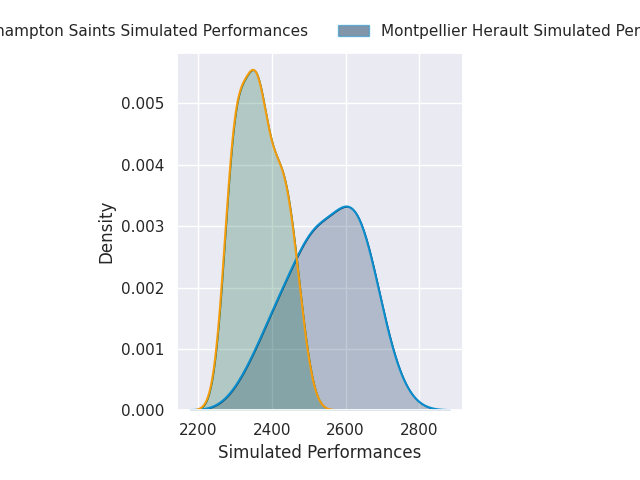 hampton Saints Simulated Performances
Montpellier Herault Simulated Per
0.005
0.004
0.003
0.002
0.001
0.000
Density
2200 2400 2600 2800
Simulated Performances